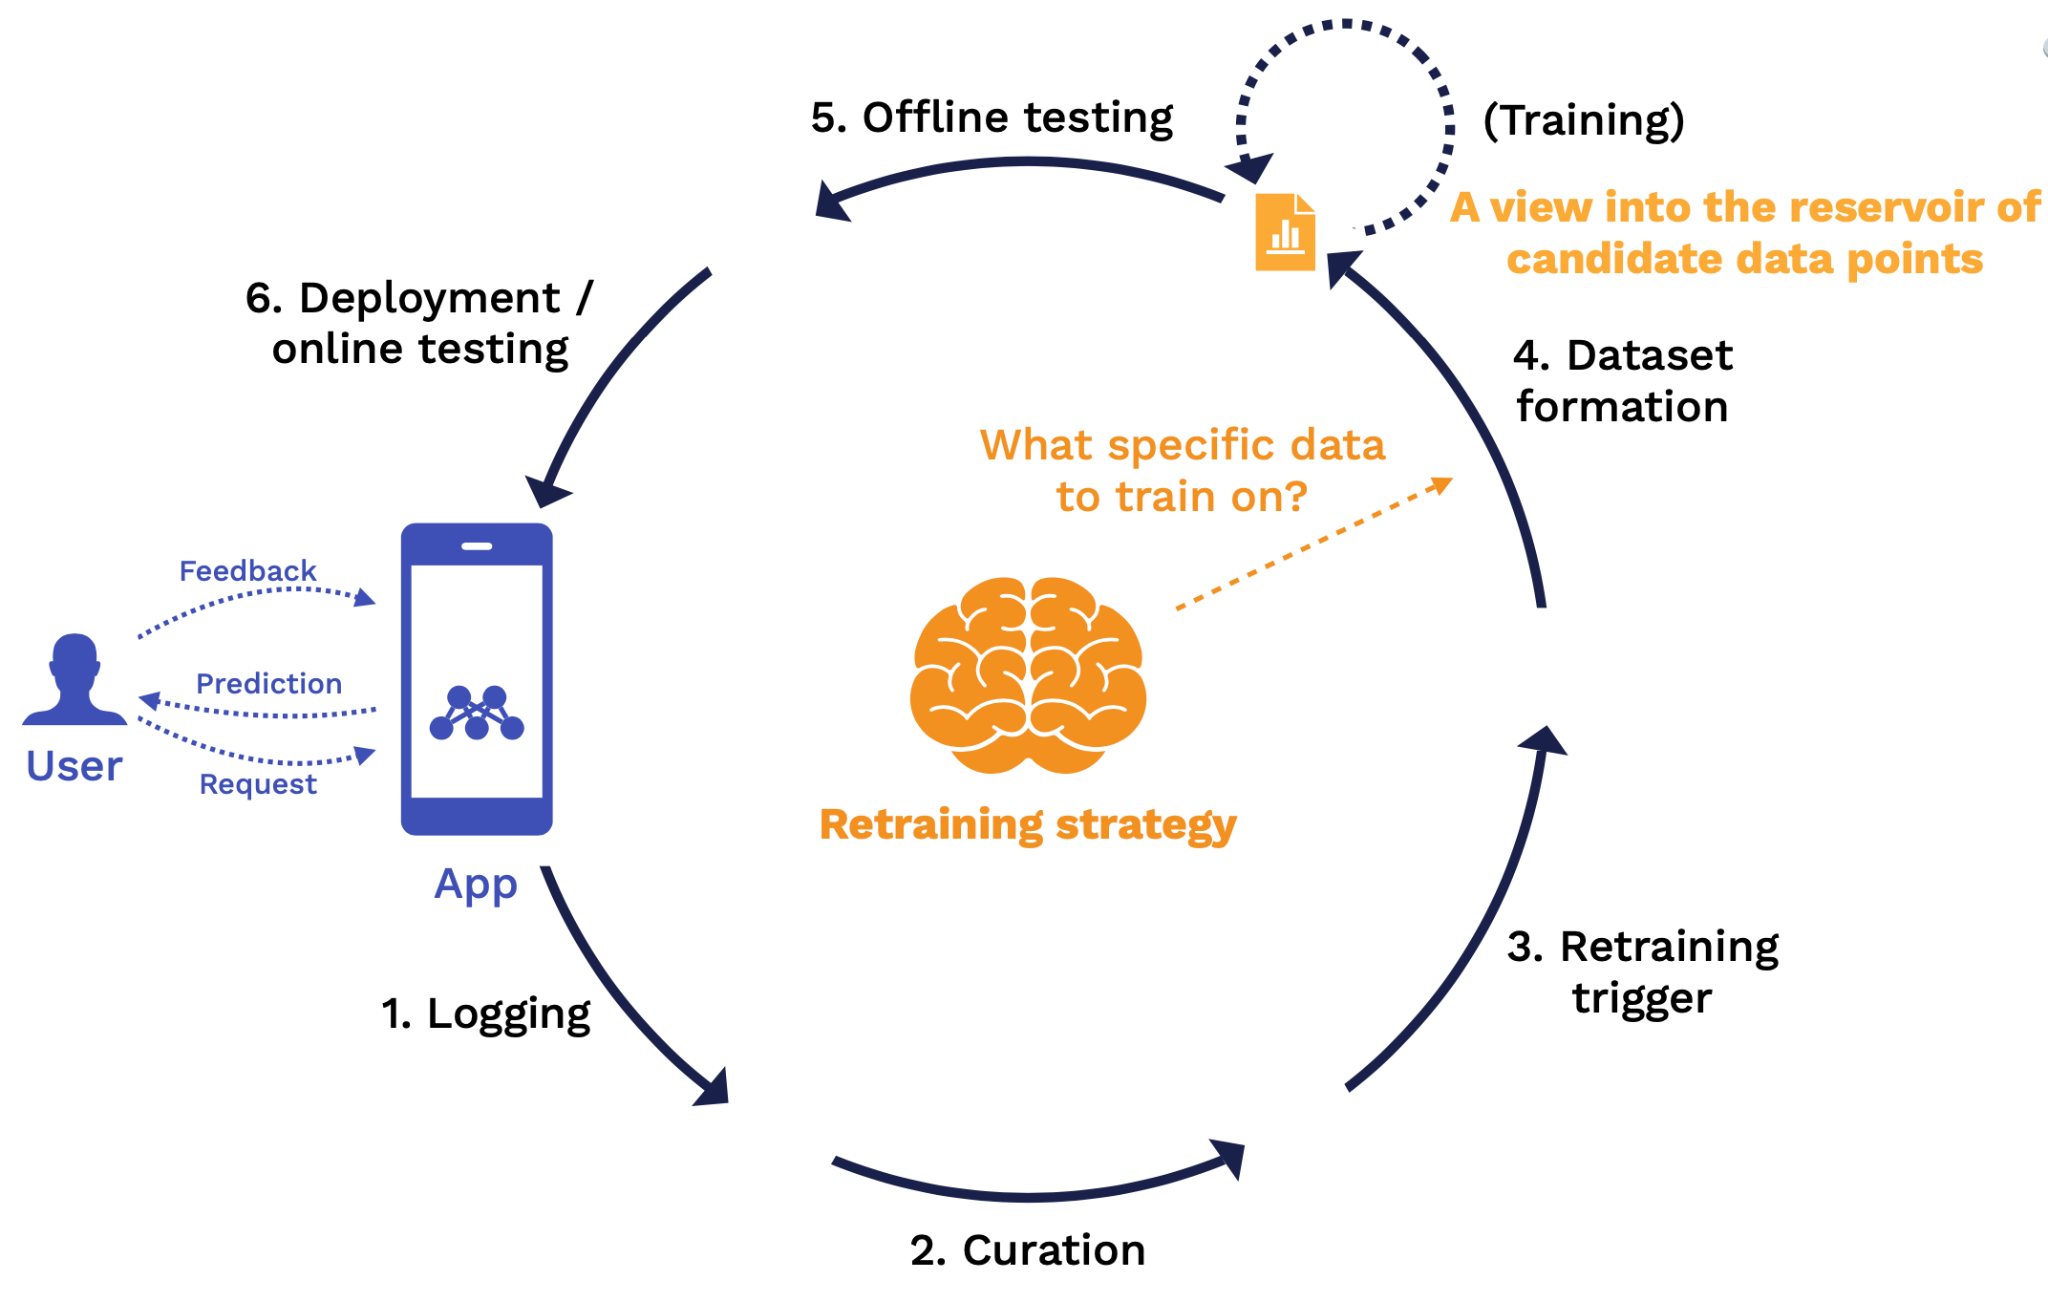 5. Offline testing
(Training)
A view into the reservoir of
candidate data points
6. Deployment /
online testing
4. Dataset
formation
What specific data
to train on?
Feedback
Prediction
Request
User
App
Retraining strategy
3. Retraining
trigger
1. Logging
2. Curation